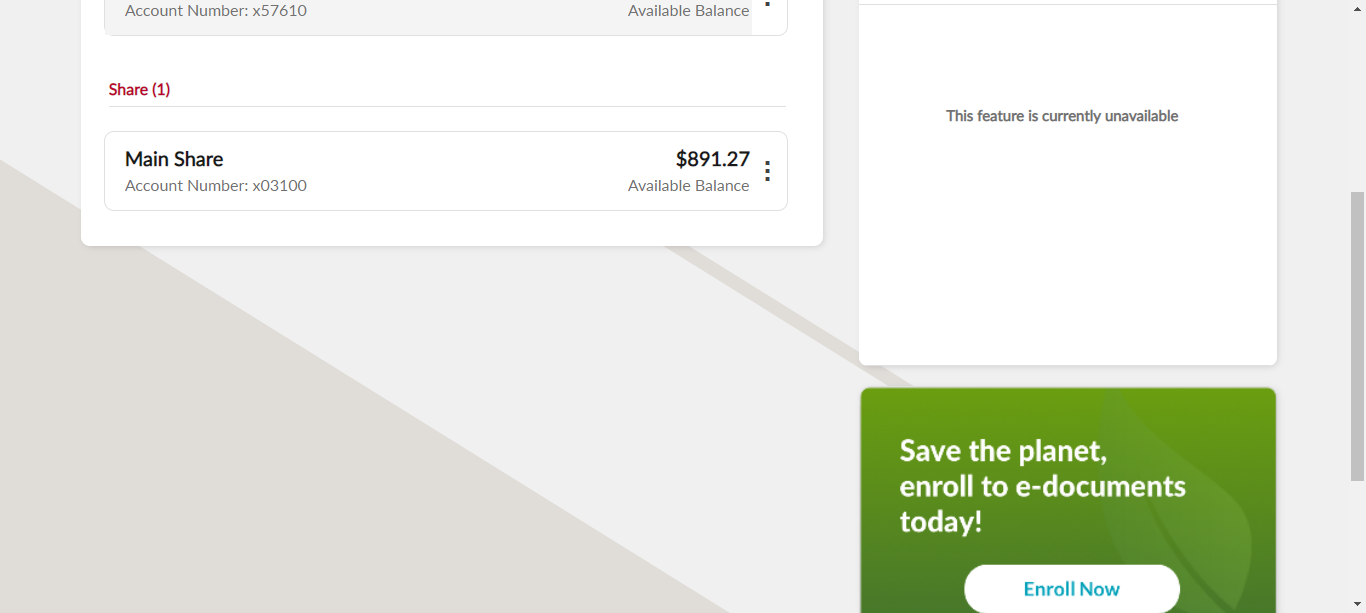 Account Number: x57610
Available Balance
Share (1)
Main Share
$891.27
Account Number: x03100
Available Balance
This feature is currently unavailable
Save the planet,
enroll to e-documents
today!
Enroll Now